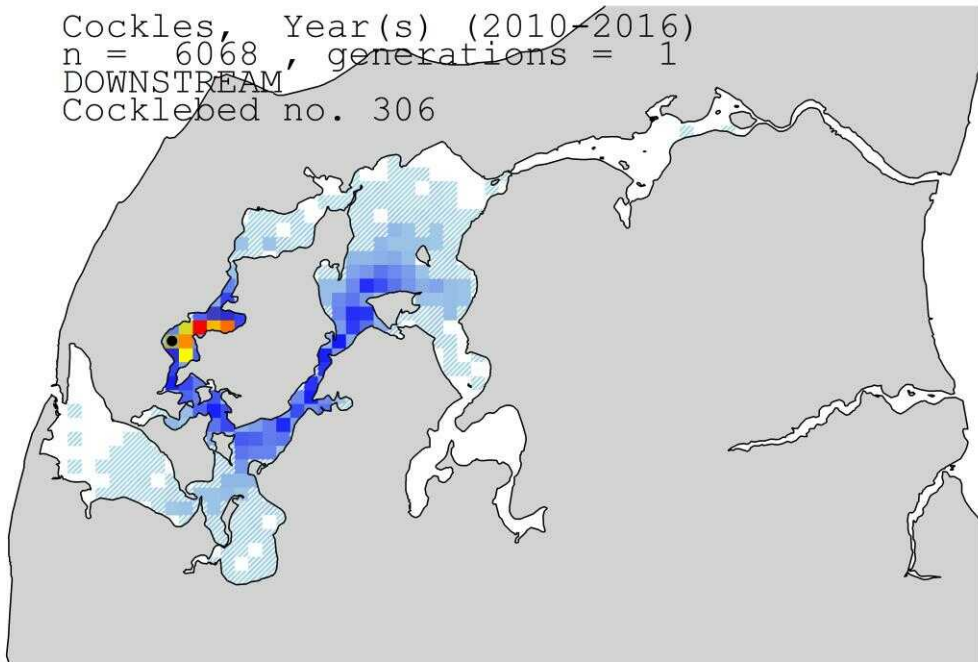 Cockles, Year(s) (2010-2016)
n = 6068 , generations = 1
DOWNSTREAM
Cocklebed no. 306